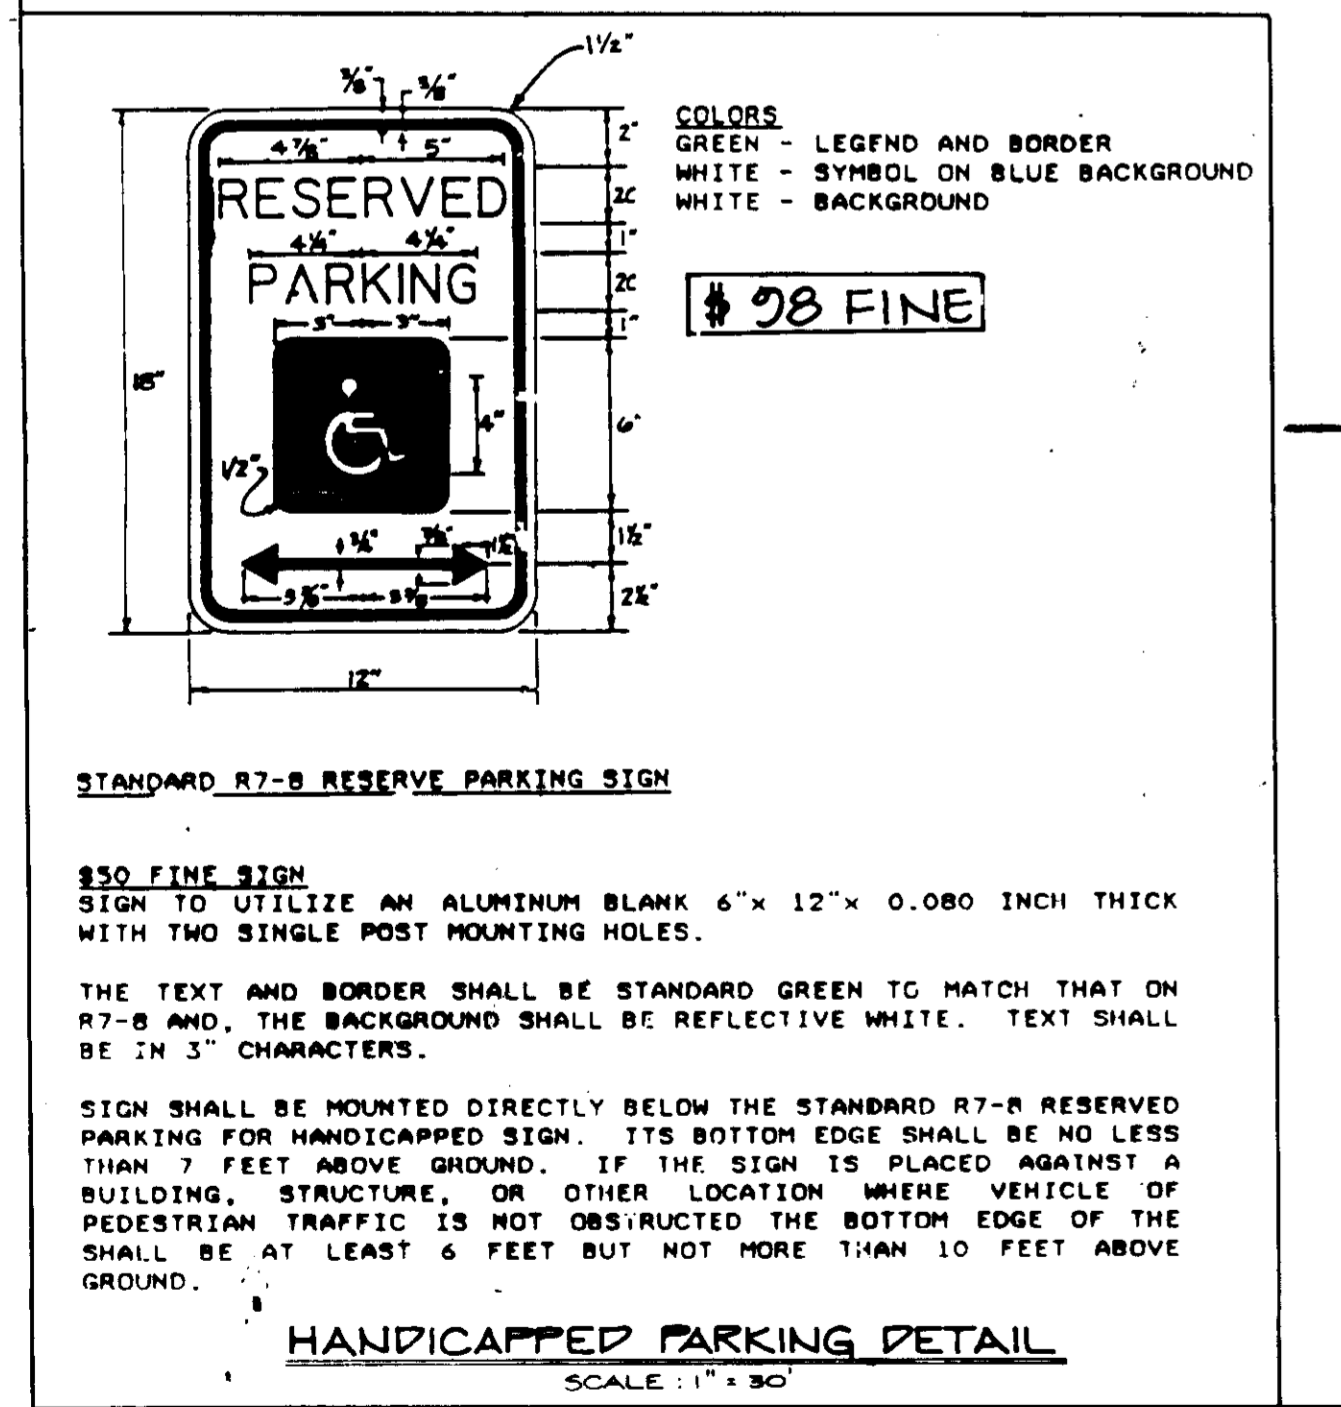 1½"
⅜" ⅜"
COLORS
GREEN - LEGEND AND BORDER
WHITE - SYMBOL ON BLUE BACKGROUND
WHITE - BACKGROUND
2"
4⅞" 5"
RESERVED
2C
4¼" 4¼"
1"
PARKING
2C
3" 3"
1"
$ 98 FINE
18"
4"
6"
1/2"
1½"
2½"
12"
STANDARD R7-8 RESERVE PARKING SIGN
$50 FINE SIGN
SIGN TO UTILIZE AN ALUMINUM BLANK 6"x 12"x 0.080 INCH THICK
WITH TWO SINGLE POST MOUNTING HOLES.
THE TEXT AND BORDER SHALL BE STANDARD GREEN TO MATCH THAT ON
R7-8 AND, THE BACKGROUND SHALL BE REFLECTIVE WHITE. TEXT SHALL
BE IN 3" CHARACTERS.
SIGN SHALL BE MOUNTED DIRECTLY BELOW THE STANDARD R7-8 RESERVED
PARKING FOR HANDICAPPED SIGN. ITS BOTTOM EDGE SHALL BE NO LESS
THAN 7 FEET ABOVE GROUND. IF THE SIGN IS PLACED AGAINST A
BUILDING, STRUCTURE, OR OTHER LOCATION WHERE VEHICLE OF
PEDESTRIAN TRAFFIC IS NOT OBSTRUCTED THE BOTTOM EDGE OF THE
SHALL BE AT LEAST 6 FEET BUT NOT MORE THAN 10 FEET ABOVE
GROUND.
HANDICAPPED PARKING DETAIL
SCALE : 1" = 30'